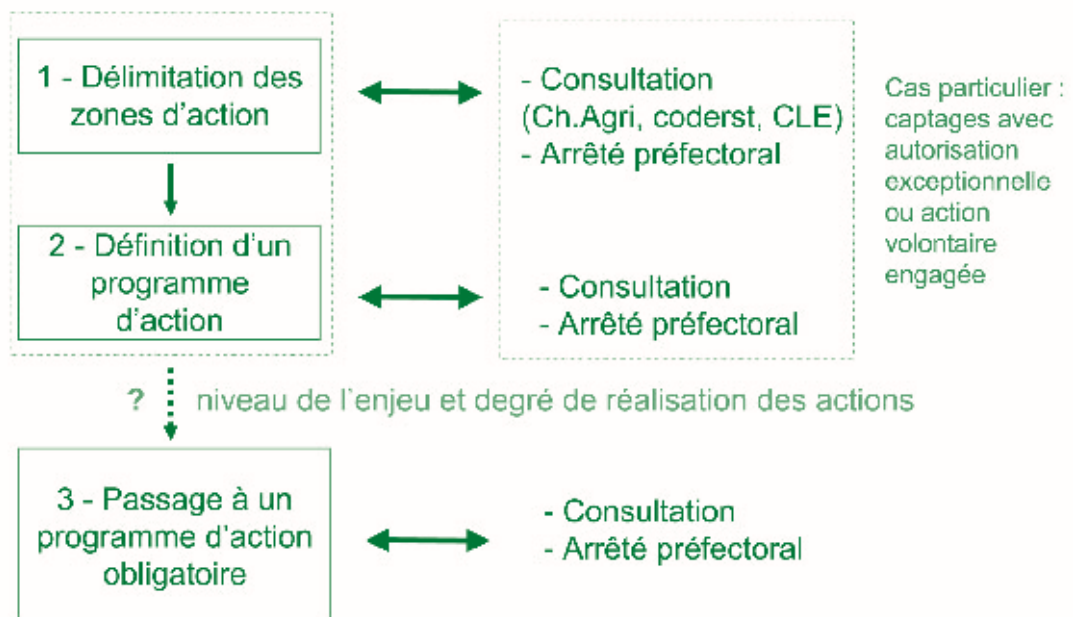 1 - Délimitation des
zones d'action
- Consultation
(Ch.Agri, coderst, CLE)
- Arrêté préfectoral
Cas particulier :
captages avec
autorisation
exceptionnelle
ou action
volontaire
engagée
2 - Définition d'un
programme
d'action
- Consultation
- Arrêté préfectoral
? niveau de l'enjeu et degré de réalisation des actions
3 - Passage à un
programme d'action
obligatoire
- Consultation
- Arrêté préfectoral